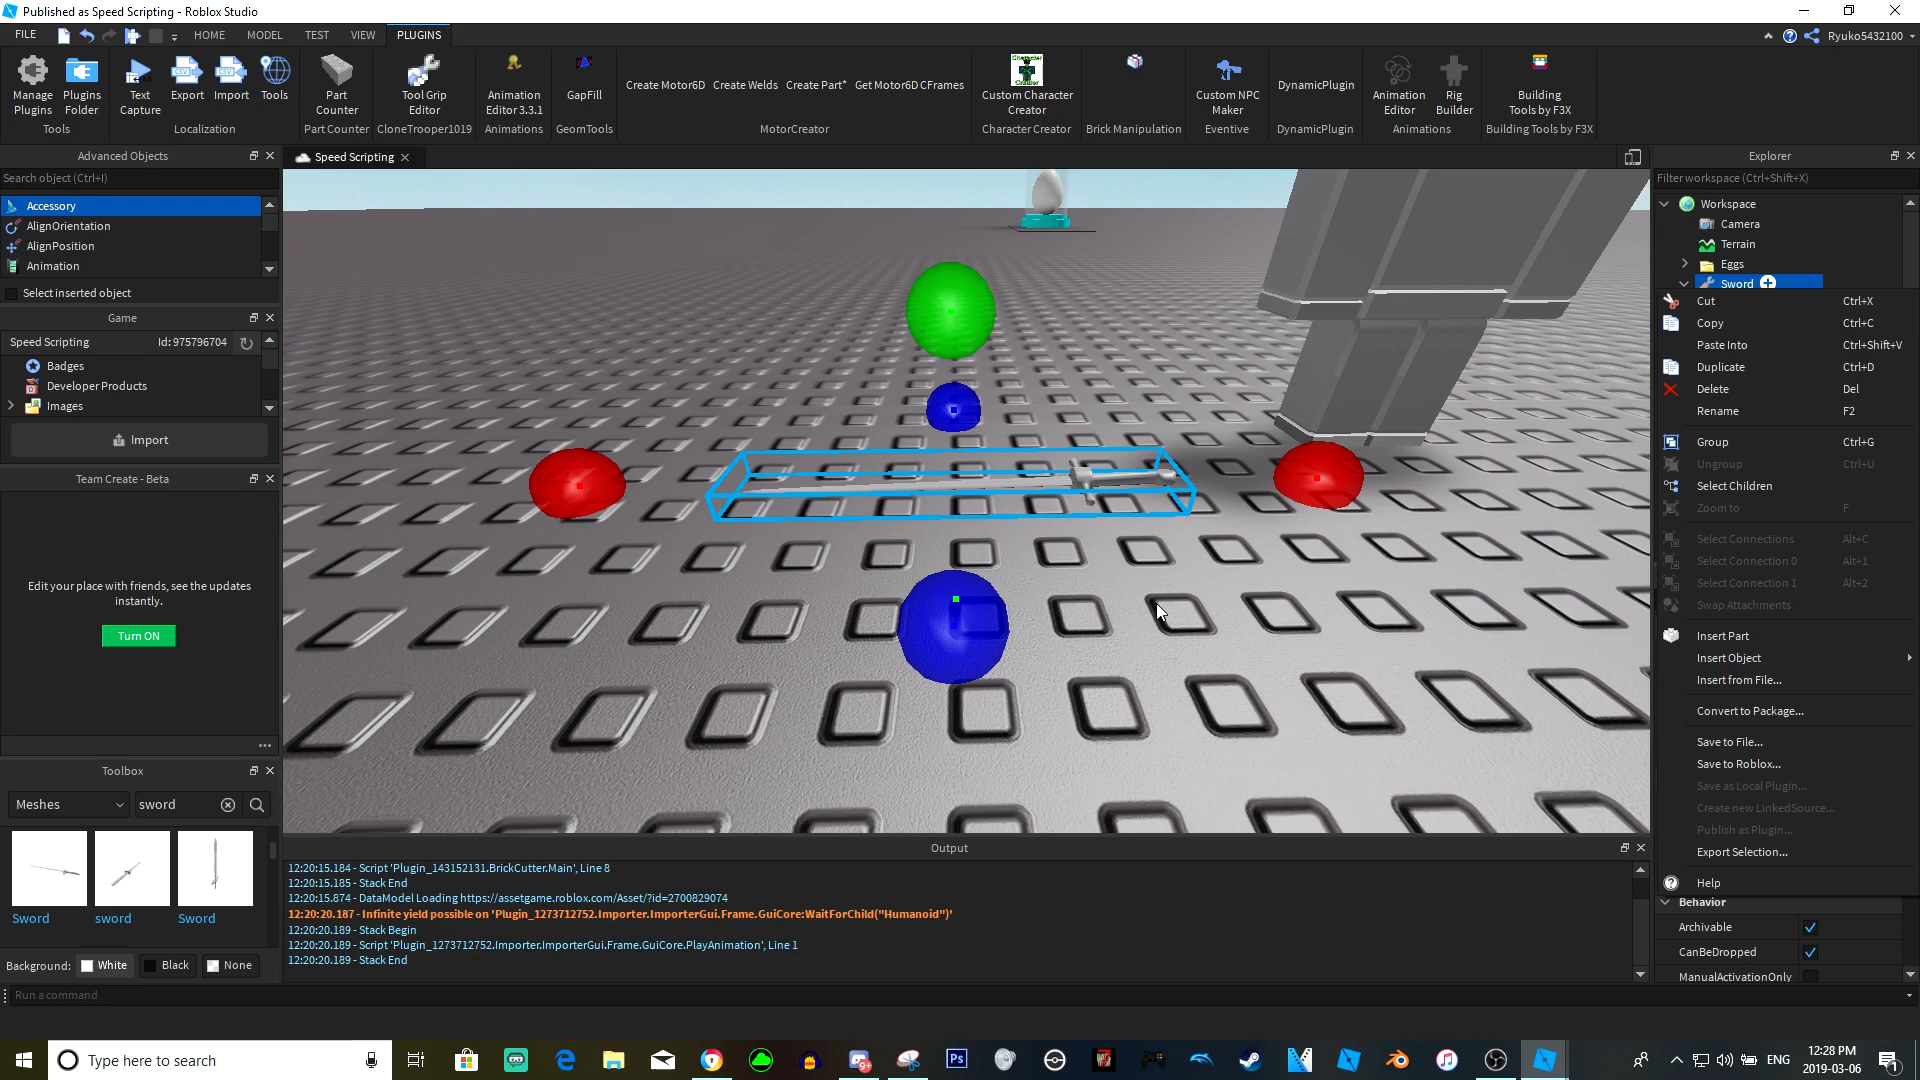 Published as Speed Scripting - Roblox Studio
FILE
HOME
MODEL
TEST
VIEW
PLUGINS
Ryuko5432100
Manage Plugins
Plugins Folder
Tools
Text Capture
Export
Import
Tools
Localization
Part Counter
Part Counter
Tool Grip Editor
CloneTrooper1019
Animation Editor 3.3.1
Animations
GapFill
GeomTools
Create Motor6D
Create Welds
Create Part*
Get Motor6D CFrames
MotorCreator
Character Creator
Custom Character Creator
Character Creator
Brick Manipulation
Custom NPC Maker
Eventive
DynamicPlugin
DynamicPlugin
Animation Editor
Rig Builder
Animations
Building Tools by F3X
Building Tools by F3X
Advanced Objects
Search object (Ctrl+I)
Accessory
AlignOrientation
AlignPosition
Animation
Select inserted object
Game
Speed Scripting
Id: 975796704
Badges
Developer Products
Images
Import
Team Create - Beta
Edit your place with friends, see the updates
instantly.
Turn ON
Toolbox
Meshes
sword
Sword
sword
Sword
Background:
White
Black
None
Run a command
Speed Scripting
Output
12:20:15.184 - Script 'Plugin_143152131.BrickCutter.Main', Line 8
12:20:15.185 - Stack End
12:20:15.874 - DataModel Loading https://assetgame.roblox.com/Asset/?id=2700829074
12:20:20.187 - Infinite yield possible on 'Plugin_1273712752.Importer.ImporterGui.Frame.GuiCore:WaitForChild("Humanoid")'
12:20:20.189 - Stack Begin
12:20:20.189 - Script 'Plugin_1273712752.Importer.ImporterGui.Frame.GuiCore.PlayAnimation', Line 1
12:20:20.189 - Stack End
Explorer
Filter workspace (Ctrl+Shift+X)
Workspace
Camera
Terrain
Eggs
Sword
Cut Ctrl+X
Copy Ctrl+C
Paste Into Ctrl+Shift+V
Duplicate Ctrl+D
Delete Del
Rename F2
Group Ctrl+G
Ungroup Ctrl+U
Select Children
Zoom to F
Select Connections Alt+C
Select Connection 0 Alt+1
Select Connection 1 Alt+2
Swap Attachments
Insert Part
Insert Object
Insert from File...
Convert to Package...
Save to File...
Save to Roblox...
Save as Local Plugin...
Create new LinkedSource...
Publish as Plugin...
Export Selection...
Help
Behavior
Archivable
CanBeDropped
ManualActivationOnly
Type here to search
Ps
9+
ENG
12:28 PM
2019-03-06
1